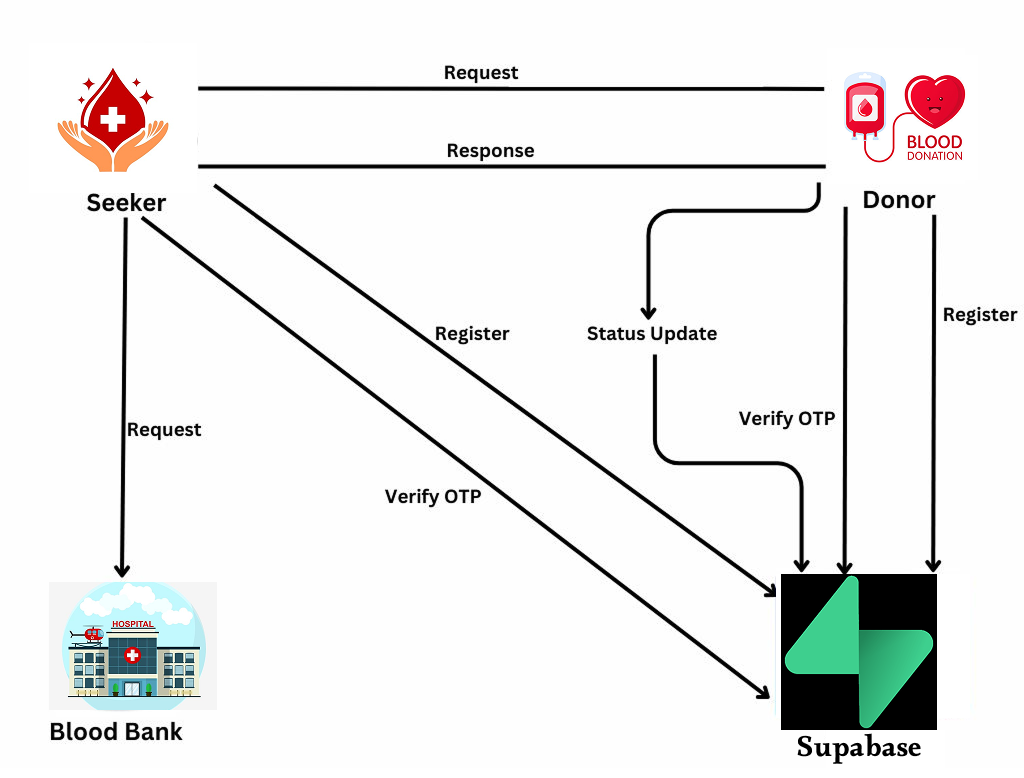 Request
Response
BLOOD
DONATION
Seeker
Donor
Register
Register
Status Update
Verify OTP
Request
Verify OTP
HOSPITAL
Blood Bank
Supabase